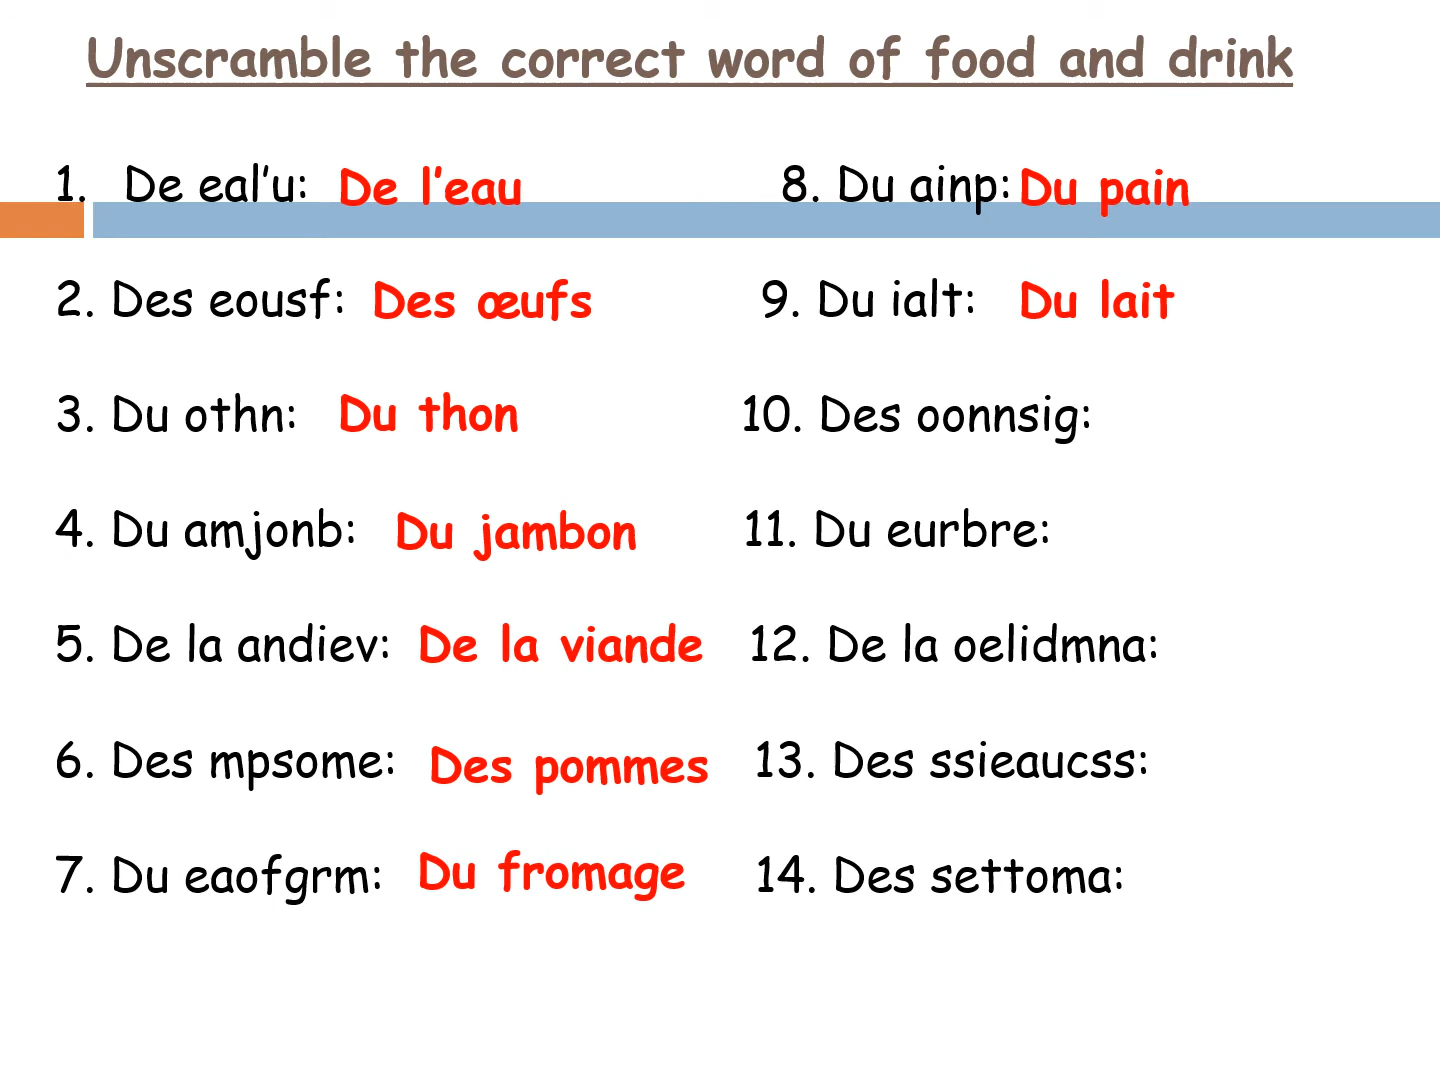 Unscramble the correct word of food and drink
1. De eal’u: De l’eau
2. Des eousf: Des œufs
3. Du othn: Du thon
4. Du amjonb: Du jambon
5. De la andiev: De la viande
6. Des mpsome: Des pommes
7. Du eaofgrm: Du fromage
8. Du ainp: Du pain
9. Du ialt: Du lait
10. Des oonnsig:
11. Du eurbre:
12. De la oelidmna:
13. Des ssieaucss:
14. Des settoma: